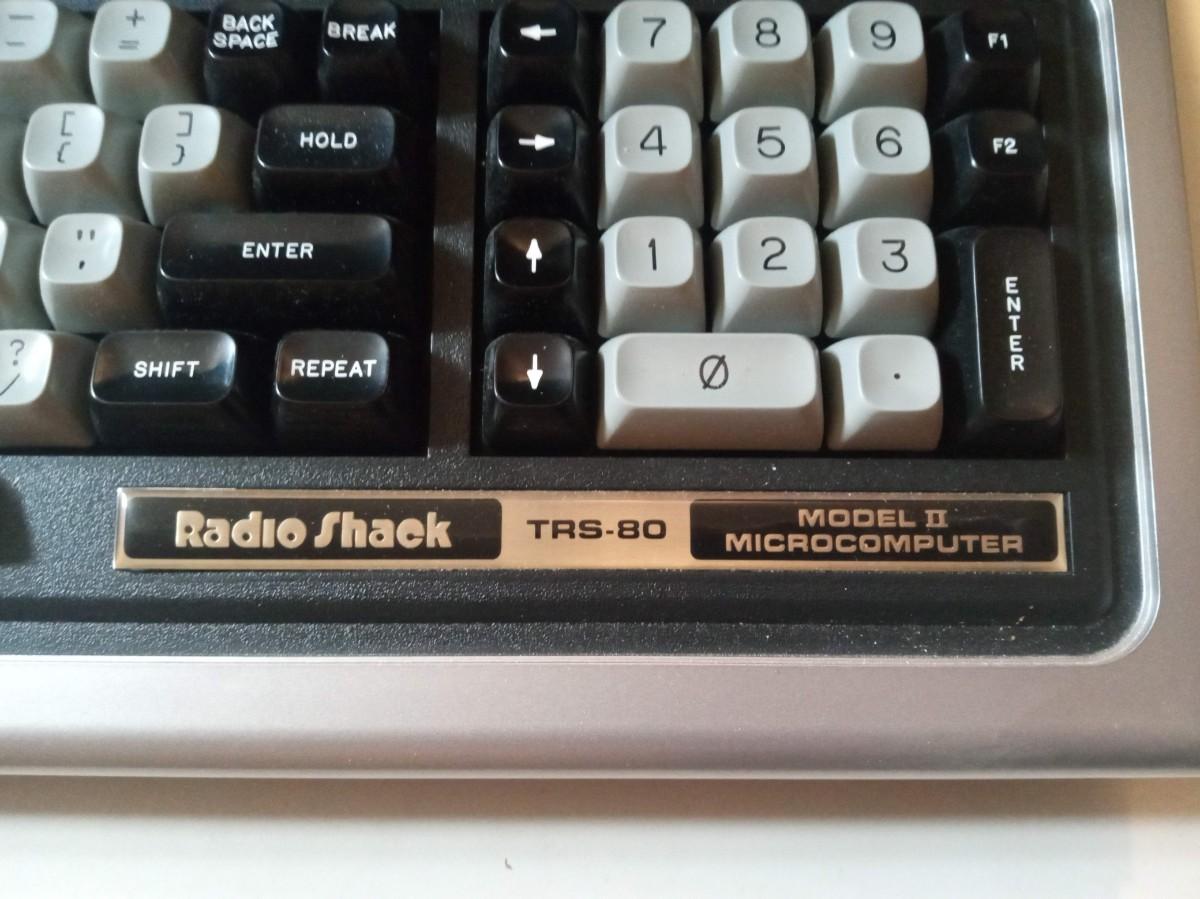 — + BACK SPACE BREAK ← 7 8 9 F1
- =
[ ] HOLD → 4 5 6 F2
{ }
" ENTER ↑ 1 2 3 ENTER
'
? SHIFT REPEAT ↓ 0 .
/
Radio Shack TRS-80 MODEL II
MICROCOMPUTER